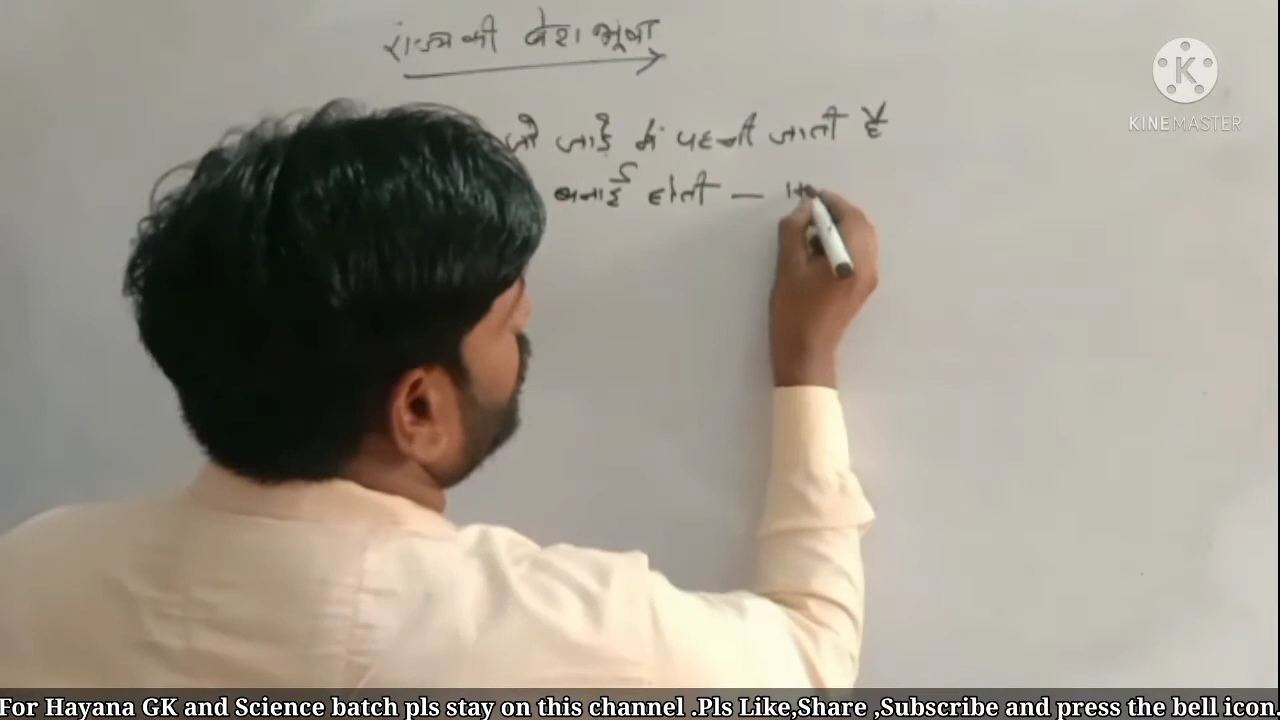 राज्य की वेश भूषा
जो जाड़े में पहनी जाती है
बनाई होती —
KINEMASTER
For Hayana GK and Science batch pls stay on this channel .Pls Like,Share ,Subscribe and press the bell icon.